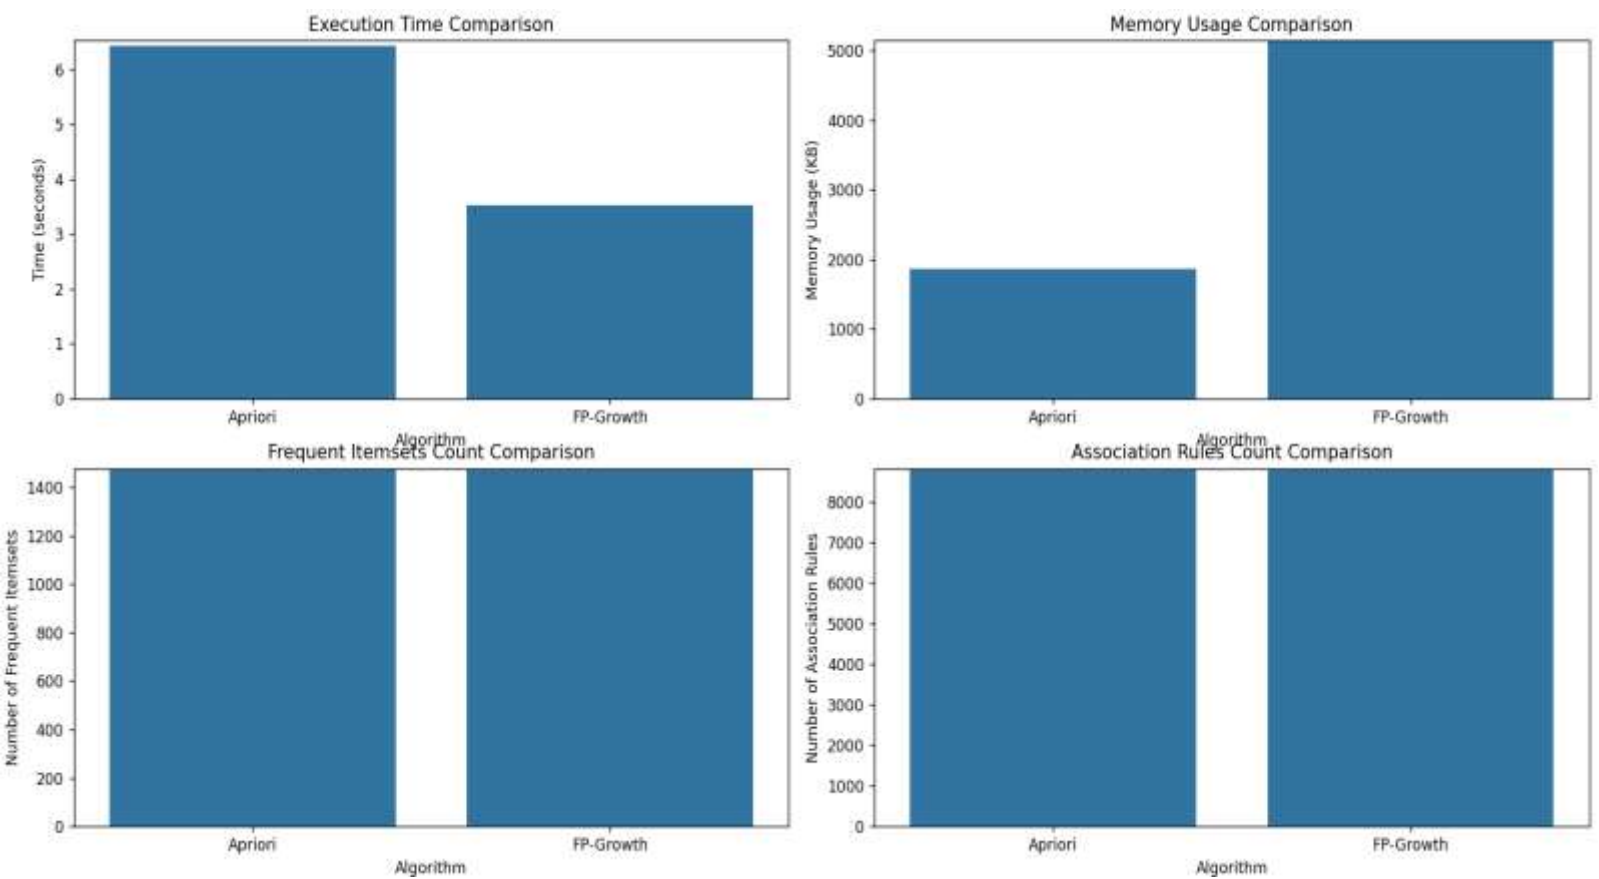 Execution Time Comparison
Time (seconds)
6
5
4
3
2
1
0
Apriori
FP-Growth
Algorithm
Memory Usage Comparison
Memory Usage (KB)
5000
4000
3000
2000
1000
0
Apriori
FP-Growth
Algorithm
Frequent Itemsets Count Comparison
Number of Frequent Itemsets
1400
1200
1000
800
600
400
200
0
Apriori
FP-Growth
Algorithm
Association Rules Count Comparison
Number of Association Rules
8000
7000
6000
5000
4000
3000
2000
1000
0
Apriori
FP-Growth
Algorithm